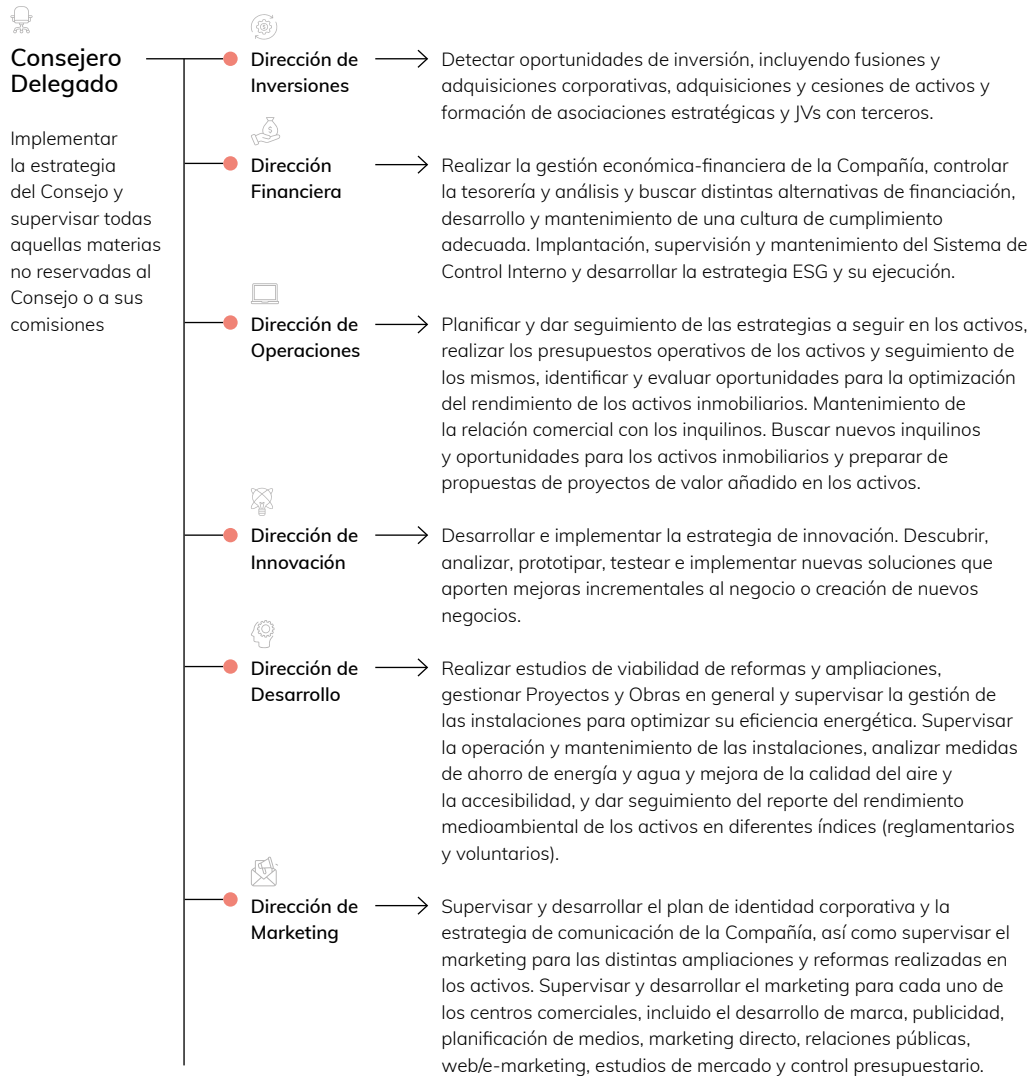 Consejero
Delegado
Implementar
la estrategia
del Consejo y
supervisar todas
aquellas materias
no reservadas al
Consejo o a sus
comisiones
Dirección de
Inversiones
Detectar oportunidades de inversión, incluyendo fusiones y
adquisiciones corporativas, adquisiciones y cesiones de activos y
formación de asociaciones estratégicas y JVs con terceros.
Dirección
Financiera
Realizar la gestión económica-financiera de la Compañía, controlar
la tesorería y análisis y buscar distintas alternativas de financiación,
desarrollo y mantenimiento de una cultura de cumplimiento
adecuada. Implantación, supervisión y mantenimiento del Sistema de
Control Interno y desarrollar la estrategia ESG y su ejecución.
Dirección de
Operaciones
Planificar y dar seguimiento de las estrategias a seguir en los activos,
realizar los presupuestos operativos de los activos y seguimiento de
los mismos, identificar y evaluar oportunidades para la optimización
del rendimiento de los activos inmobiliarios. Mantenimiento de
la relación comercial con los inquilinos. Buscar nuevos inquilinos
y oportunidades para los activos inmobiliarios y preparar de
propuestas de proyectos de valor añadido en los activos.
Dirección de
Innovación
Desarrollar e implementar la estrategia de innovación. Descubrir,
analizar, prototipar, testear e implementar nuevas soluciones que
aporten mejoras incrementales al negocio o creación de nuevos
negocios.
Dirección de
Desarrollo
Realizar estudios de viabilidad de reformas y ampliaciones,
gestionar Proyectos y Obras en general y supervisar la gestión de
las instalaciones para optimizar su eficiencia energética. Supervisar
la operación y mantenimiento de las instalaciones, analizar medidas
de ahorro de energía y agua y mejora de la calidad del aire y
la accesibilidad, y dar seguimiento del reporte del rendimiento
medioambiental de los activos en diferentes índices (reglamentarios
y voluntarios).
Dirección de
Marketing
Supervisar y desarrollar el plan de identidad corporativa y la
estrategia de comunicación de la Compañía, así como supervisar el
marketing para las distintas ampliaciones y reformas realizadas en
los activos. Supervisar y desarrollar el marketing para cada uno de
los centros comerciales, incluido el desarrollo de marca, publicidad,
planificación de medios, marketing directo, relaciones públicas,
web/e-marketing, estudios de mercado y control presupuestario.